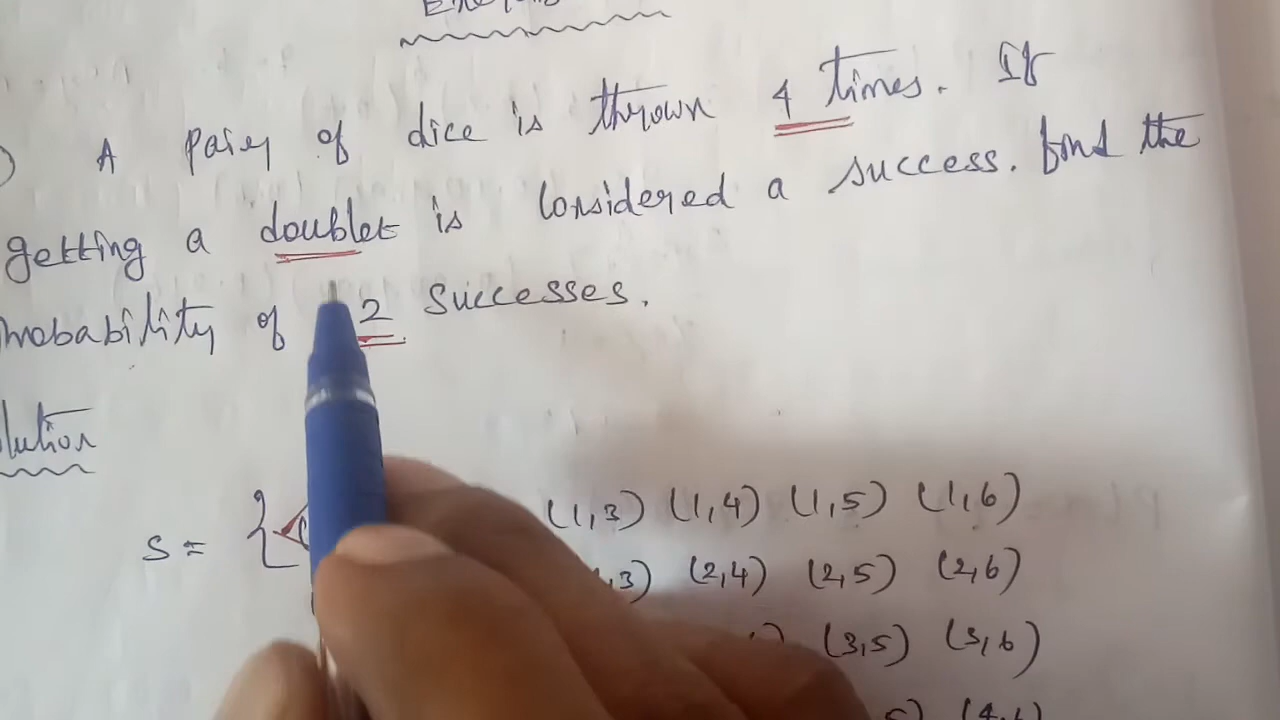 A pair of dice is thrown 4 times. If
getting a doublet is considered a success. find the
probability of 2 successes.
S = { (1,3) (1,4) (1,5) (1,6)
(2,4) (2,5) (2,6)
(3,5) (3,6)